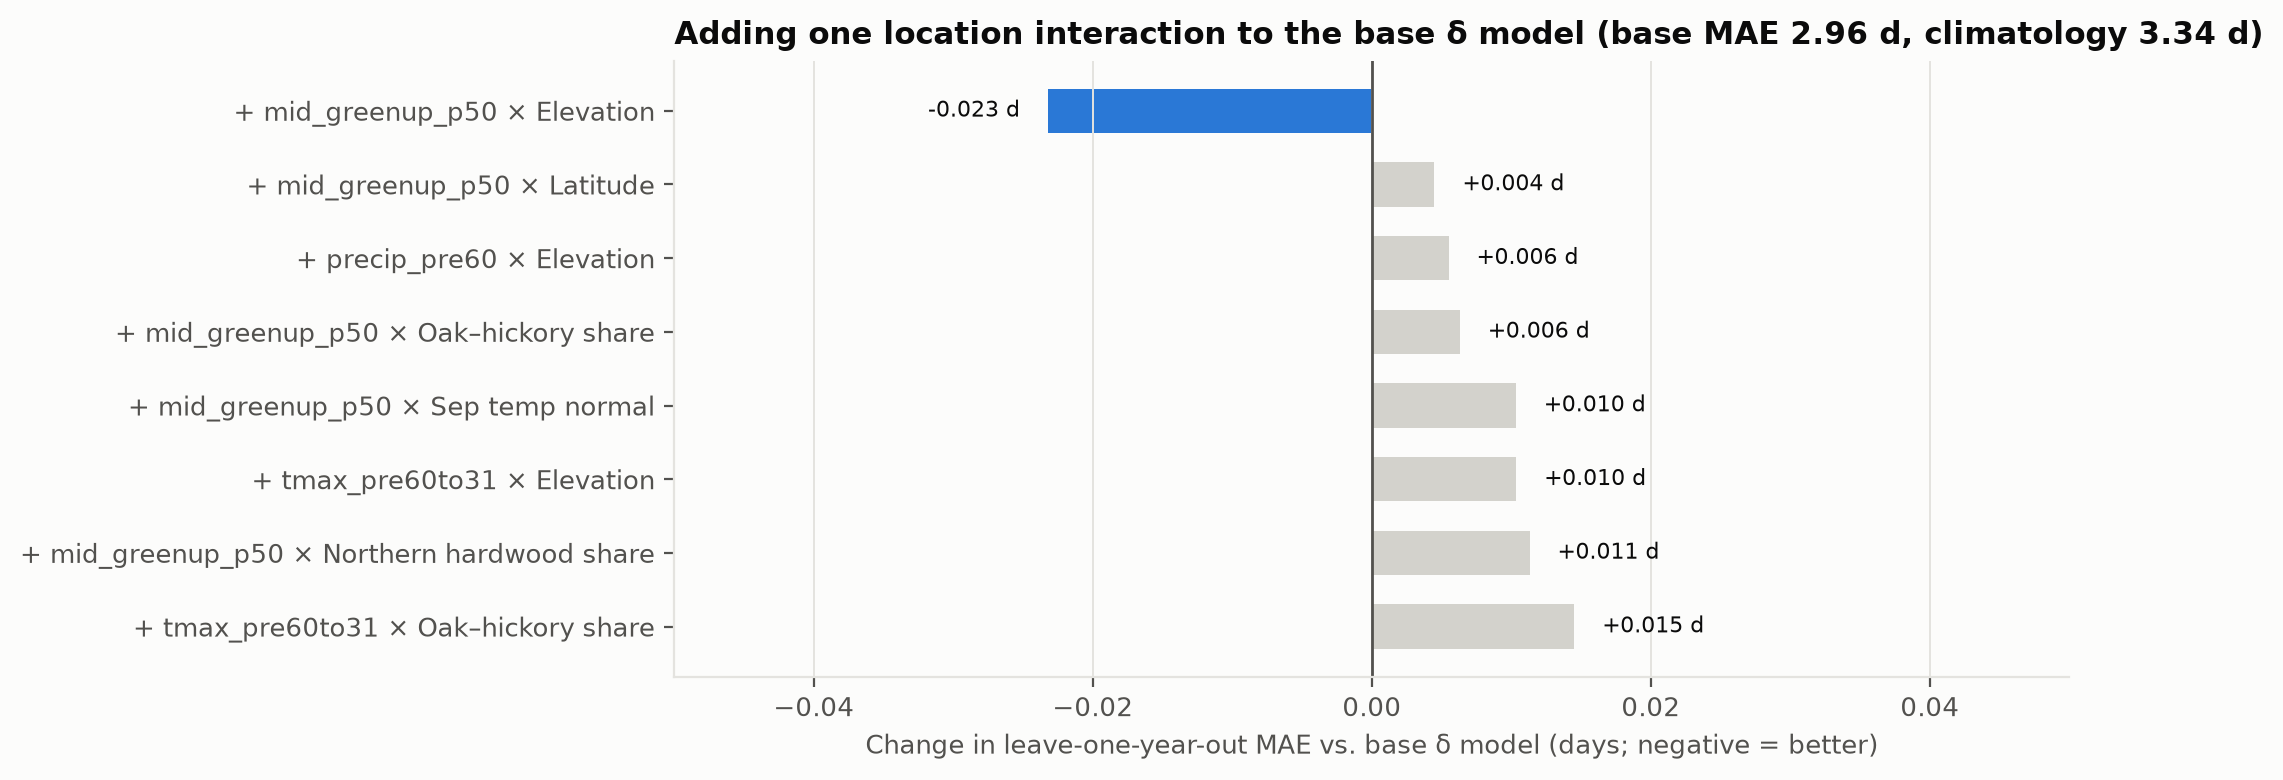 Adding one location interaction to the base δ model (base MAE 2.96 d, climatology 3.34 d)
+ mid_greenup_p50 × Elevation
-0.023 d
+ mid_greenup_p50 × Latitude
+0.004 d
+ precip_pre60 × Elevation
+0.006 d
+ mid_greenup_p50 × Oak–hickory share
+0.006 d
+ mid_greenup_p50 × Sep temp normal
+0.010 d
+ tmax_pre60to31 × Elevation
+0.010 d
+ mid_greenup_p50 × Northern hardwood share
+0.011 d
+ tmax_pre60to31 × Oak–hickory share
+0.015 d
−0.04 −0.02 0.00 0.02 0.04
Change in leave-one-year-out MAE vs. base δ model (days; negative = better)